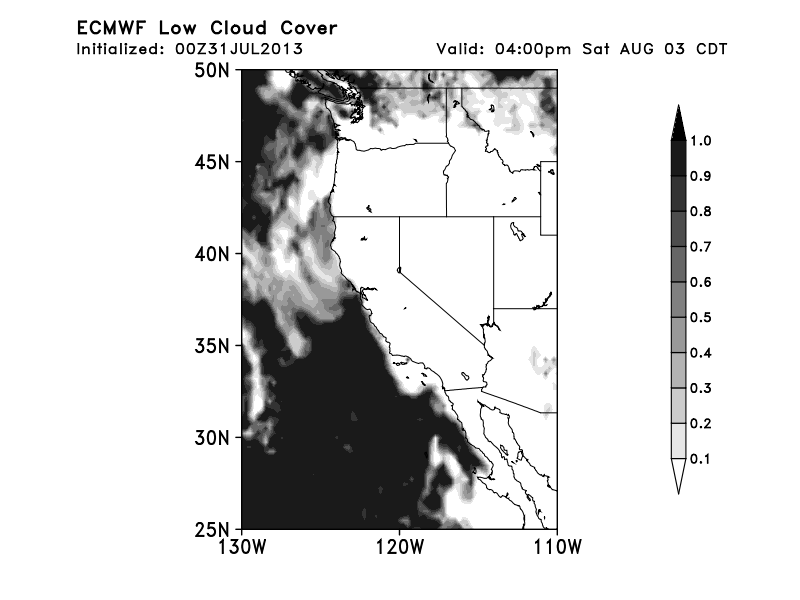 ECMWF Low Cloud Cover
Initialized: 00Z31JUL2013 Valid: 04:00pm Sat AUG 03 CDT
50N
45N
40N
35N
30N
25N
130W 120W 110W
1.0
0.9
0.8
0.7
0.6
0.5
0.4
0.3
0.2
0.1